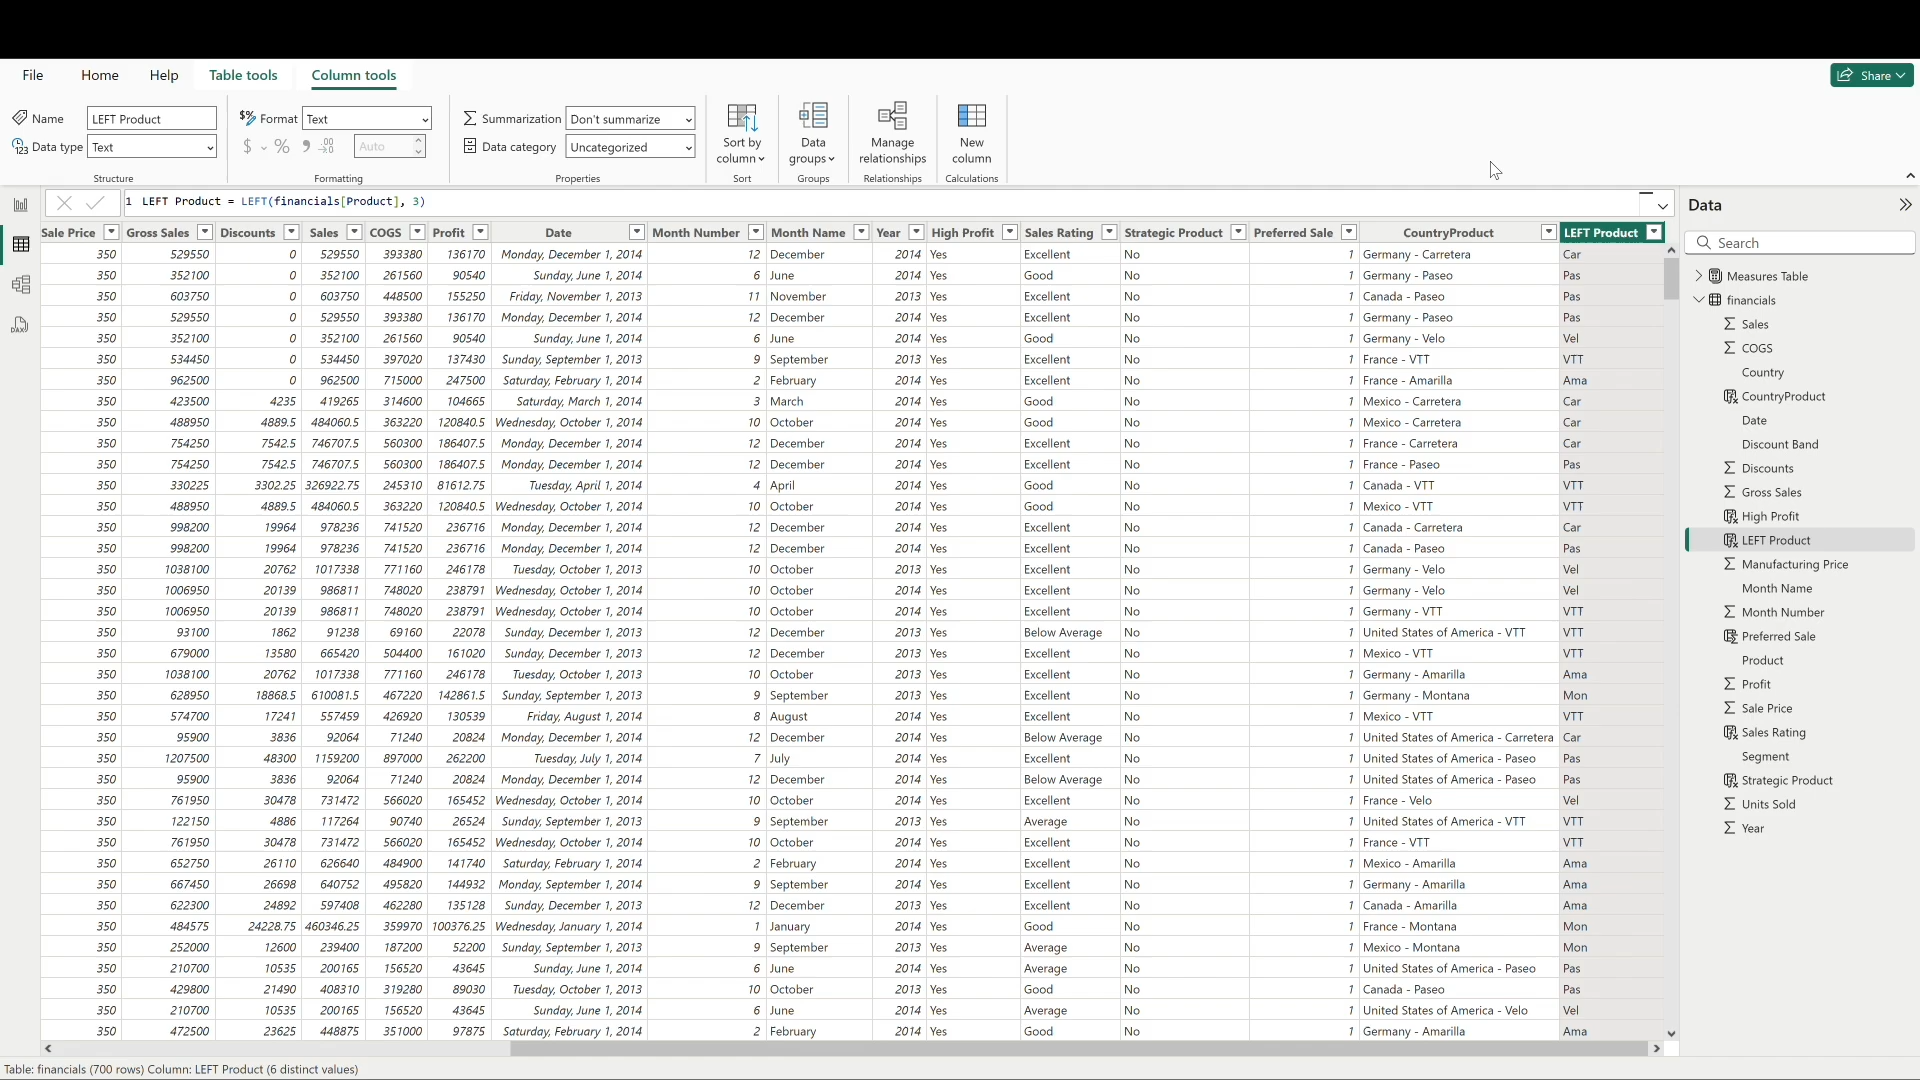 File Home Help Table tools Column tools Share
Name LEFT Product Format Text Summarization Don't summarize
Data type Text $ % Auto Data category Uncategorized
Sort by column Data groups Manage relationships New column
Structure Formatting Properties Sort Groups Relationships Calculations
1 LEFT Product = LEFT(financials[Product], 3)
Sale Price Gross Sales Discounts Sales COGS Profit Date Month Number Month Name Year High Profit Sales Rating Strategic Product Preferred Sale CountryProduct LEFT Product
350 529550 0 529550 393380 136170 Monday, December 1, 2014 12 December 2014 Yes Excellent No 1 Germany - Carretera Car
350 352100 0 352100 261560 90540 Sunday, June 1, 2014 6 June 2014 Yes Good No 1 Germany - Paseo Pas
350 603750 0 603750 448500 155250 Friday, November 1, 2013 11 November 2013 Yes Excellent No 1 Canada - Paseo Pas
350 529550 0 529550 393380 136170 Monday, December 1, 2014 12 December 2014 Yes Excellent No 1 Germany - Paseo Pas
350 352100 0 352100 261560 90540 Sunday, June 1, 2014 6 June 2014 Yes Good No 1 Germany - Velo Vel
350 534450 0 534450 397020 137430 Sunday, September 1, 2013 9 September 2013 Yes Excellent No 1 France - VTT VTT
350 962500 0 962500 715000 247500 Saturday, February 1, 2014 2 February 2014 Yes Excellent No 1 France - Amarilla Ama
350 423500 4235 419265 314600 104665 Saturday, March 1, 2014 3 March 2014 Yes Good No 1 Mexico - Carretera Car
350 488950 4889.5 484060.5 363220 120840.5 Wednesday, October 1, 2014 10 October 2014 Yes Good No 1 Mexico - Carretera Car
350 754250 7542.5 746707.5 560300 186407.5 Monday, December 1, 2014 12 December 2014 Yes Excellent No 1 France - Carretera Car
350 754250 7542.5 746707.5 560300 186407.5 Monday, December 1, 2014 12 December 2014 Yes Excellent No 1 France - Paseo Pas
350 330225 3302.25 326922.75 245310 81612.75 Tuesday, April 1, 2014 4 April 2014 Yes Good No 1 Canada - VTT VTT
350 488950 4889.5 484060.5 363220 120840.5 Wednesday, October 1, 2014 10 October 2014 Yes Good No 1 Mexico - VTT VTT
350 998200 19964 978236 741520 236716 Monday, December 1, 2014 12 December 2014 Yes Excellent No 1 Canada - Carretera Car
350 998200 19964 978236 741520 236716 Monday, December 1, 2014 12 December 2014 Yes Excellent No 1 Canada - Paseo Pas
350 1038100 20762 1017338 771160 246178 Tuesday, October 1, 2013 10 October 2013 Yes Excellent No 1 Germany - Velo Vel
350 1006950 20139 986811 748020 238791 Wednesday, October 1, 2014 10 October 2014 Yes Excellent No 1 Germany - Velo Vel
350 1006950 20139 986811 748020 238791 Wednesday, October 1, 2014 10 October 2014 Yes Excellent No 1 Germany - VTT VTT
350 93100 1862 91238 69160 22078 Sunday, December 1, 2013 12 December 2013 Yes Below Average No 1 United States of America - VTT VTT
350 679000 13580 665420 504400 161020 Sunday, December 1, 2013 12 December 2013 Yes Excellent No 1 Mexico - VTT VTT
350 1038100 20762 1017338 771160 246178 Tuesday, October 1, 2013 10 October 2013 Yes Excellent No 1 Germany - Amarilla Ama
350 628950 18868.5 610081.5 467220 142861.5 Sunday, September 1, 2013 9 September 2013 Yes Excellent No 1 Germany - Montana Mon
350 574700 17241 557459 426920 130539 Friday, August 1, 2014 8 August 2014 Yes Excellent No 1 Mexico - VTT VTT
350 95900 3836 92064 71240 20824 Monday, December 1, 2014 12 December 2014 Yes Below Average No 1 United States of America - Carretera Car
350 1207500 48300 1159200 897000 262200 Tuesday, July 1, 2014 7 July 2014 Yes Excellent No 1 United States of America - Paseo Pas
350 95900 3836 92064 71240 20824 Monday, December 1, 2014 12 December 2014 Yes Below Average No 1 United States of America - Paseo Pas
350 761950 30478 731472 566020 165452 Wednesday, October 1, 2014 10 October 2014 Yes Excellent No 1 France - Velo Vel
350 122150 4886 117264 90740 26524 Sunday, September 1, 2013 9 September 2013 Yes Average No 1 United States of America - VTT VTT
350 761950 30478 731472 566020 165452 Wednesday, October 1, 2014 10 October 2014 Yes Excellent No 1 France - VTT VTT
350 652750 26110 626640 484900 141740 Saturday, February 1, 2014 2 February 2014 Yes Excellent No 1 Mexico - Amarilla Ama
350 667450 26698 640752 495820 144932 Monday, September 1, 2014 9 September 2014 Yes Excellent No 1 Germany - Amarilla Ama
350 622300 24892 597408 462280 135128 Sunday, December 1, 2013 12 December 2013 Yes Excellent No 1 Canada - Amarilla Ama
350 484575 24228.75 460346.25 359970 100376.25 Wednesday, January 1, 2014 1 January 2014 Yes Good No 1 France - Montana Mon
350 252000 12600 239400 187200 52200 Sunday, September 1, 2013 9 September 2013 Yes Average No 1 Mexico - Montana Mon
350 210700 10535 200165 156520 43645 Sunday, June 1, 2014 6 June 2014 Yes Average No 1 United States of America - Paseo Pas
350 429800 21490 408310 319280 89030 Tuesday, October 1, 2013 10 October 2013 Yes Good No 1 Canada - Paseo Pas
350 210700 10535 200165 156520 43645 Sunday, June 1, 2014 6 June 2014 Yes Average No 1 United States of America - Velo Vel
350 472500 23625 448875 351000 97875 Saturday, February 1, 2014 2 February 2014 Yes Good No 1 Germany - Amarilla Ama
Data
Search
Measures Table
financials
Sales
COGS
Country
CountryProduct
Date
Discount Band
Discounts
Gross Sales
High Profit
LEFT Product
Manufacturing Price
Month Name
Month Number
Preferred Sale
Product
Profit
Sale Price
Sales Rating
Segment
Strategic Product
Units Sold
Year
Table: financials (700 rows) Column: LEFT Product (6 distinct values)